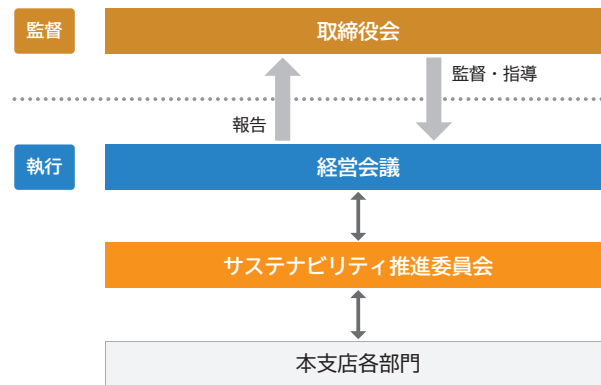 監督
取締役会
監督・指導
報告
執行
経営会議
サステナビリティ推進委員会
本支店各部門